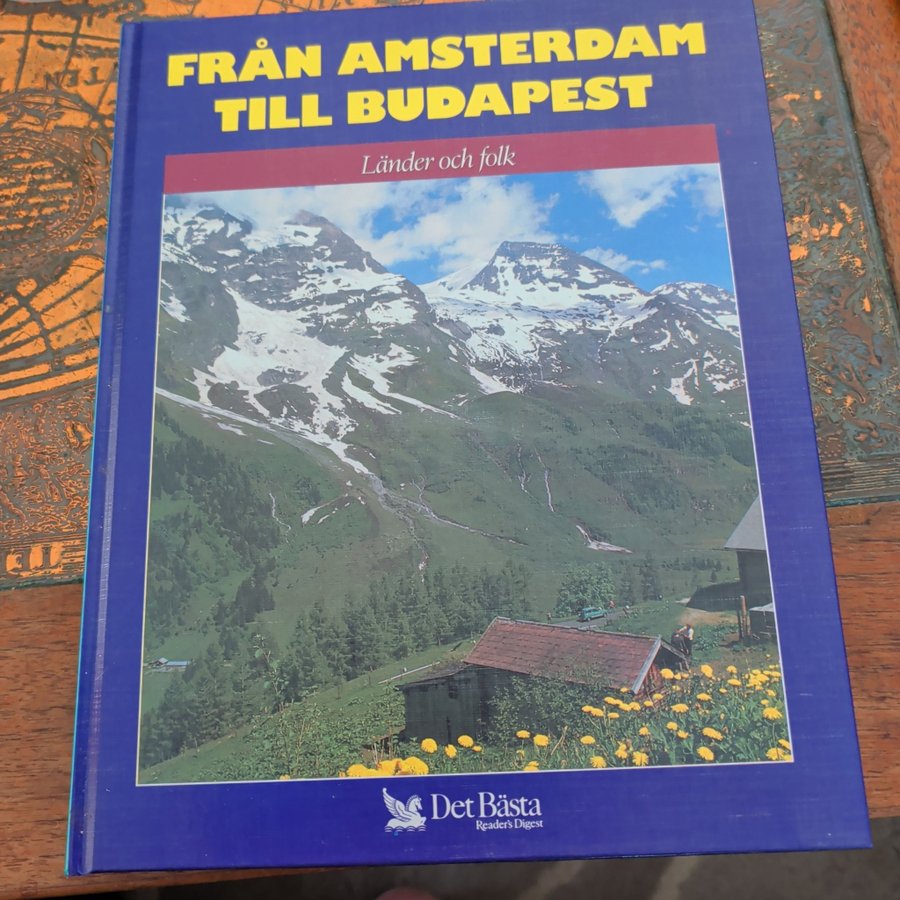 FRÅN AMSTERDAM
TILL BUDAPEST
Länder och folk
Det Bästa
Reader's Digest